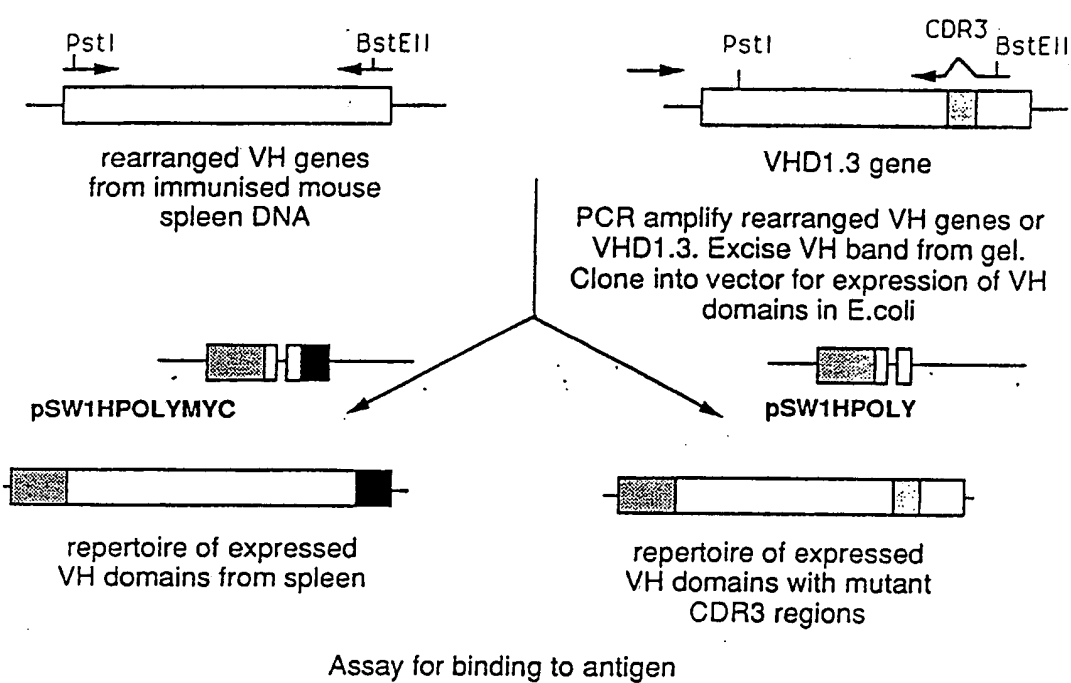 PstI
BstEII
rearranged VH genes
from immunised mouse
spleen DNA
PstI
CDR3
BstEII
VHD1.3 gene
PCR amplify rearranged VH genes or
VHD1.3. Excise VH band from gel.
Clone into vector for expression of VH
domains in E.coli
pSW1HPOLYMYC
pSW1HPOLY
repertoire of expressed
VH domains from spleen
repertoire of expressed
VH domains with mutant
CDR3 regions
Assay for binding to antigen